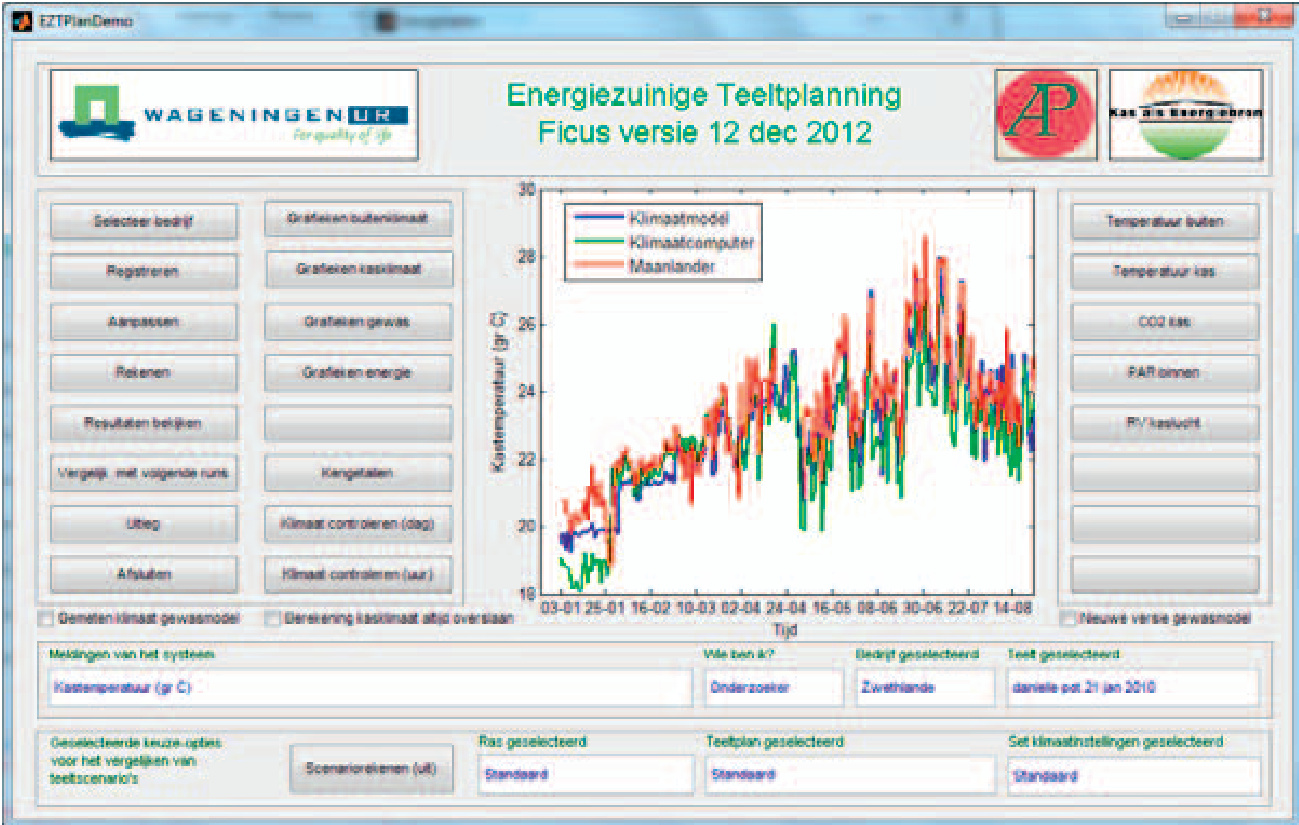 EZTPlanDemo
WAGENINGEN UR
For quality of life
Energiezuinige Teeltplanning
Ficus versie 12 dec 2012
AP
Kas als Energiebron
Selecteer bedrijf
Registreren
Aanpassen
Rekenen
Resultaten bekijken
Vergelijk met volgende runs
Uitleg
Afsluiten
Grafieken buitenklimaat
Grafieken kasklimaat
Grafieken gewas
Grafieken energie
Kengetallen
Klimaat controleren (dag)
Klimaat controleren (uur)
Kastemperatuur (gr C)
30
28
26
24
22
20
18
Klimaatmodel
Klimaatcomputer
Maanlander
03-01 25-01 16-02 10-03 02-04 24-04 16-05 08-06 30-06 22-07 14-08
Tijd
Temperatuur buiten
Temperatuur kas
CO2 kas
PAR binnen
RV kaslucht
Gemeten klimaat gewasmodel
Berekening kasklimaat altijd overslaan
Nieuwe versie gewasmodel
Meldingen van het systeem
Kastemperatuur (gr C)
Wie ben ik?
Onderzoeker
Bedrijf geselecteerd
Zwethlande
Teelt geselecteerd
danielle pot 21 jan 2010
Geselecteerde keuze-opties
voor het vergelijken van
teeltscenario's
Scenariorekenen (uit)
Ras geselecteerd
Standaard
Teeltplan geselecteerd
Standaard
Set klimaatinstellingen geselecteerd
Standaard